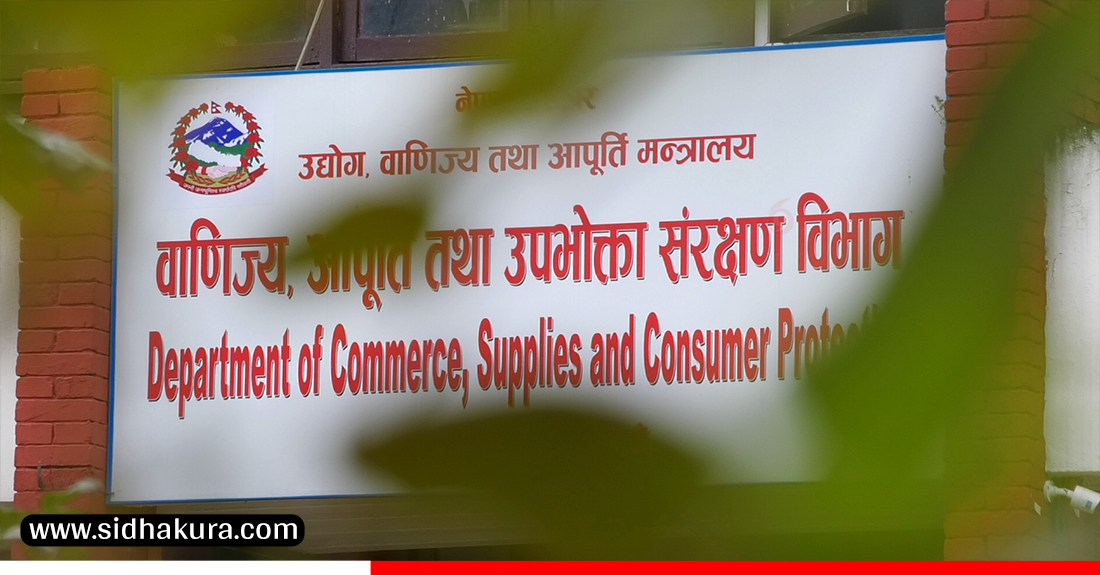 उद्योग, वाणिज्य तथा आपूर्ति मन्त्रालय
वाणिज्य, आपूर्ति तथा उपभोक्ता संरक्षण विभाग
Department of Commerce, Supplies and Consumer
www.sidhakura.com